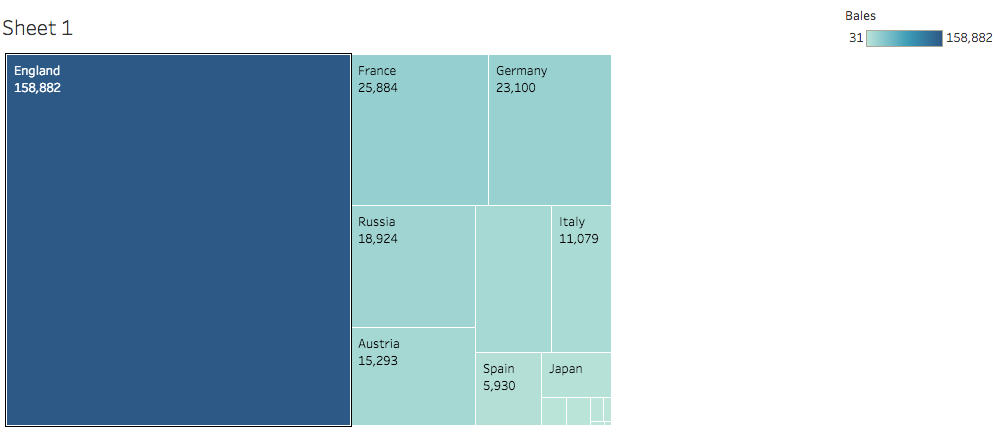 Sheet 1
Bales
31 158,882
England
158,882
France
25,884
Germany
23,100
Russia
18,924
Italy
11,079
Austria
15,293
Spain
5,930
Japan